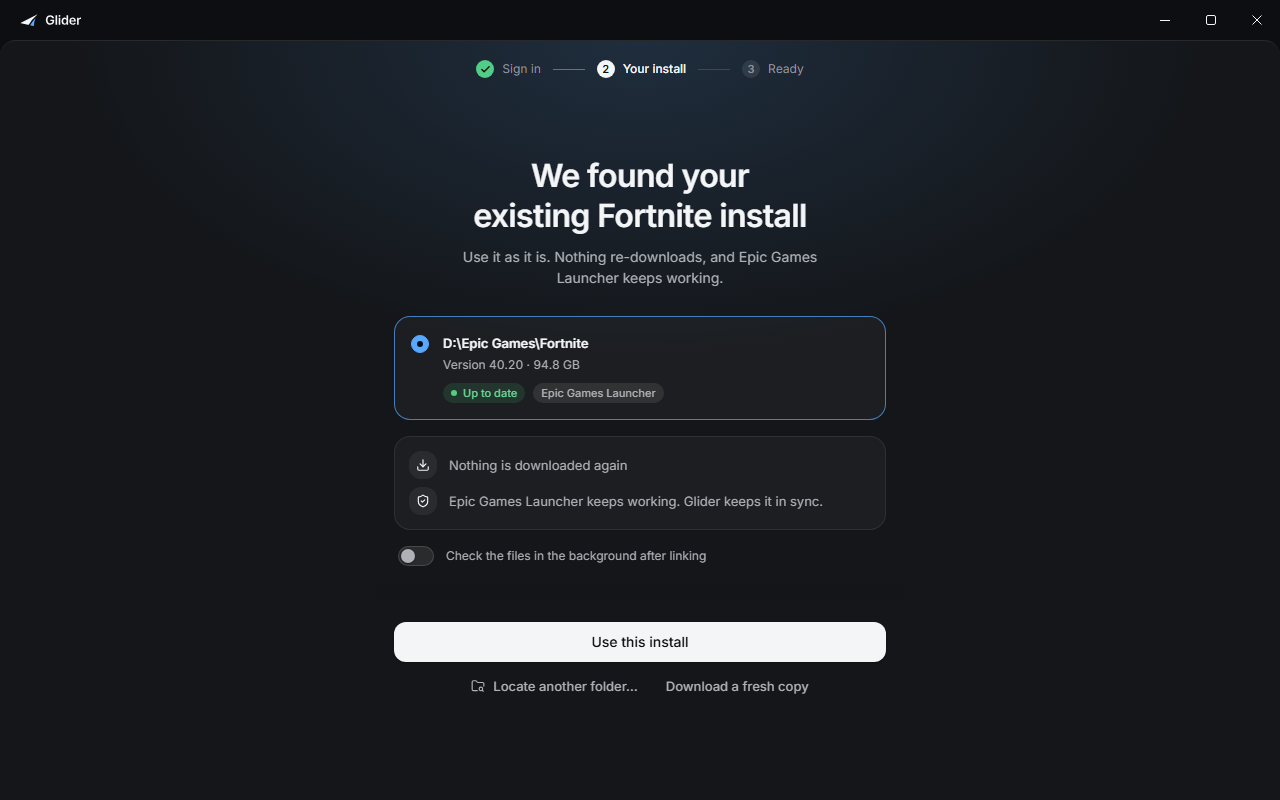 Glider
Sign in
2
Your install
3
Ready
We found your
existing Fortnite install
Use it as it is. Nothing re-downloads, and Epic Games
Launcher keeps working.
D:\Epic Games\Fortnite
Version 40.20 · 94.8 GB
Up to date
Epic Games Launcher
Nothing is downloaded again
Epic Games Launcher keeps working. Glider keeps it in sync.
Check the files in the background after linking
Use this install
Locate another folder...
Download a fresh copy